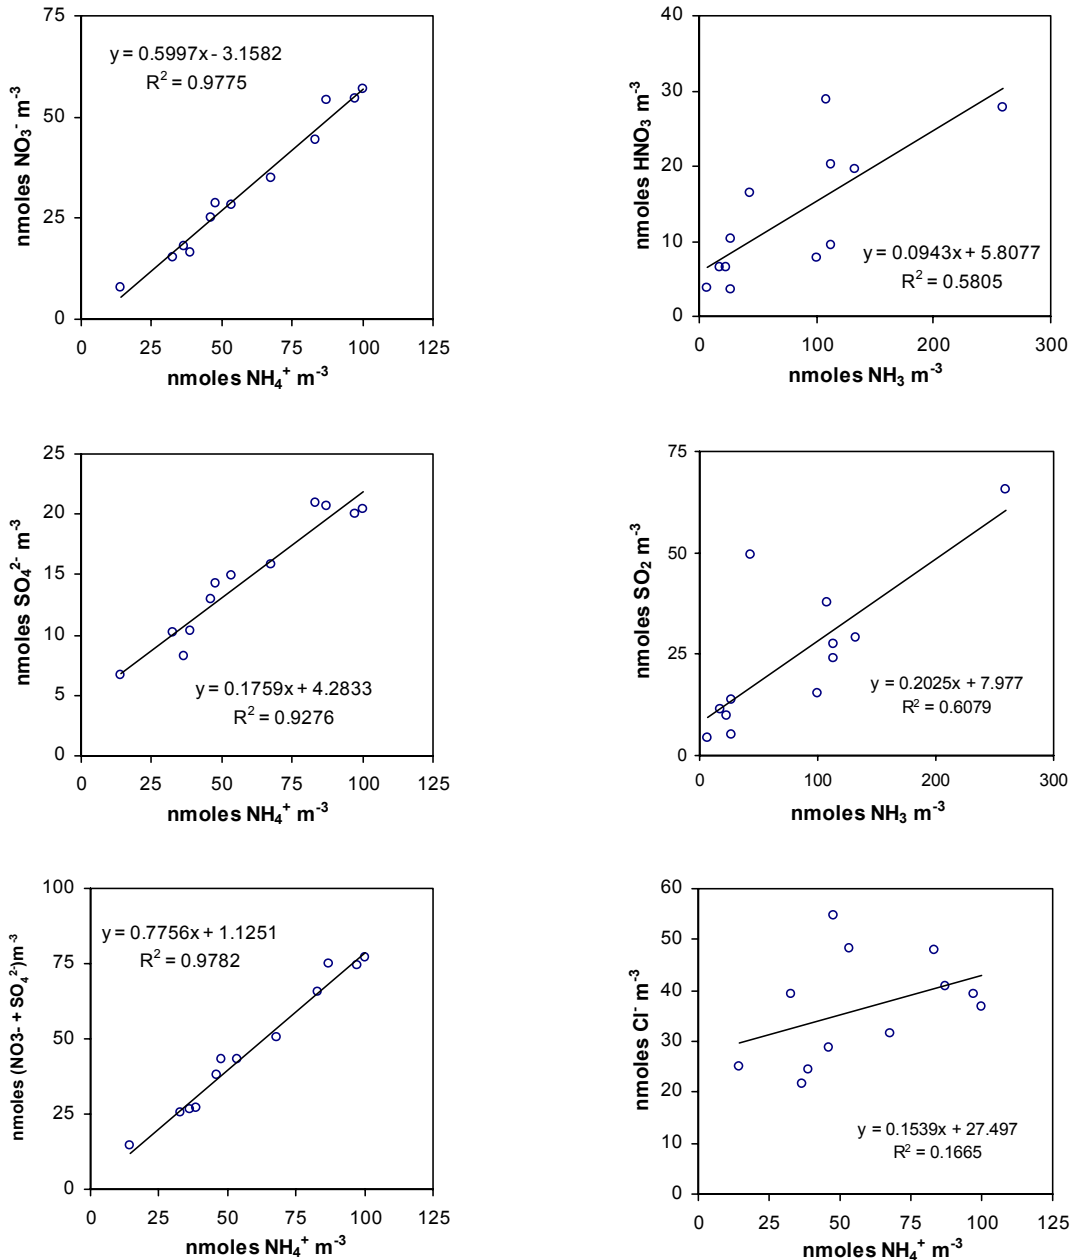 75
50
25
0
nmoles NO₃⁻ m⁻³
y = 0.5997x - 3.1582
R² = 0.9775
0 25 50 75 100 125
nmoles NH₄⁺ m⁻³
40
30
20
10
0
nmoles HNO₃ m⁻³
y = 0.0943x + 5.8077
R² = 0.5805
0 100 200 300
nmoles NH₃ m⁻³
25
20
15
10
5
0
nmoles SO₄²⁻ m⁻³
y = 0.1759x + 4.2833
R² = 0.9276
0 25 50 75 100 125
nmoles NH₄⁺ m⁻³
75
50
25
0
nmoles SO₂ m⁻³
y = 0.2025x + 7.977
R² = 0.6079
0 100 200 300
nmoles NH₃ m⁻³
100
75
50
25
0
nmoles (NO3- + SO₄²⁻)m⁻³
y = 0.7756x + 1.1251
R² = 0.9782
0 25 50 75 100 125
nmoles NH₄⁺ m⁻³
60
50
40
30
20
10
0
nmoles Cl⁻ m⁻³
y = 0.1539x + 27.497
R² = 0.1665
0 25 50 75 100 125
nmoles NH₄⁺ m⁻³